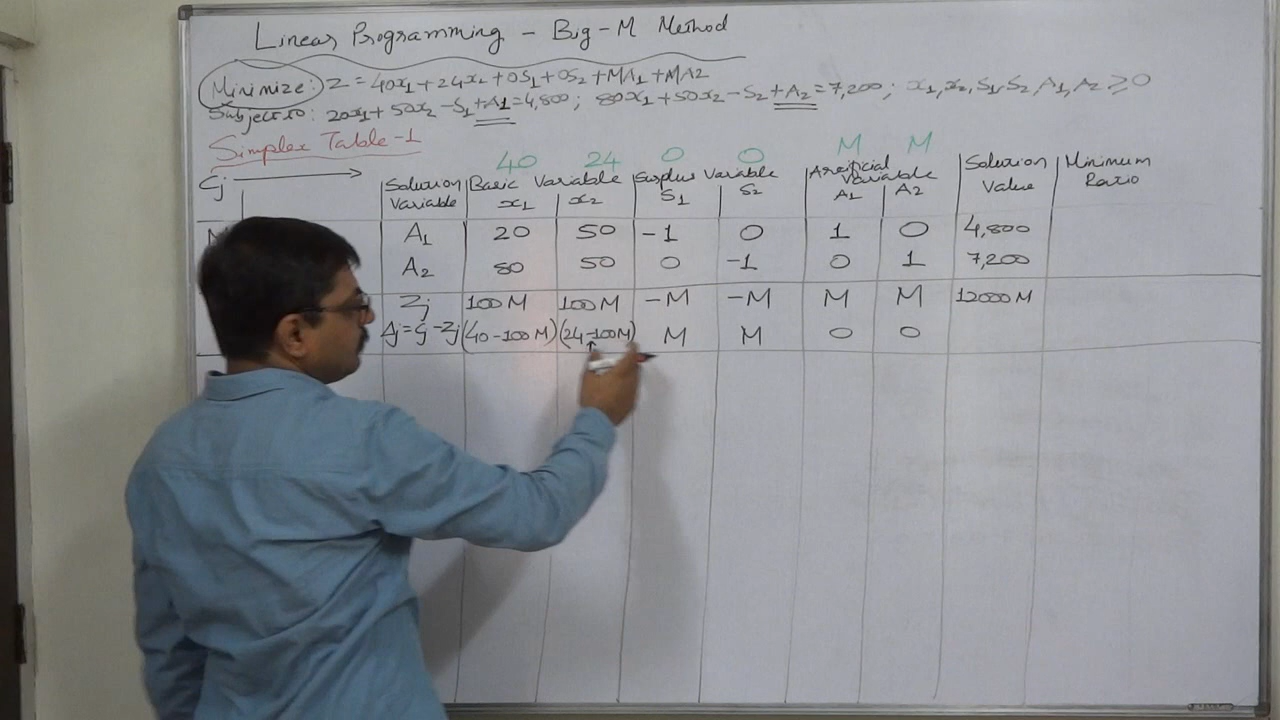 Linear Programming - Big-M Method
Minimize: Z = 40x1 + 24x2 + 0S1 + 0S2 + MA1 + MA2
Subject to: 20x1 + 50x2 - S1 + A1 = 4,800; 80x1 + 50x2 - S2 + A2 = 7,200; x1, x2, S1, S2, A1, A2 ≥ 0
Simplex Table-1
40 24 0 0 M M
Cj → Solution Variable Basic Variable Surplus Variable Artificial Variable Solution Value Minimum Ratio
x1 x2 S1 S2 A1 A2
M A1 20 50 -1 0 1 0 4,800
A2 80 50 0 -1 0 1 7,200
Zj 100M 100M -M -M M M 12000M
Δj = Cj - Zj (40-100M) (24-100M) M M 0 0